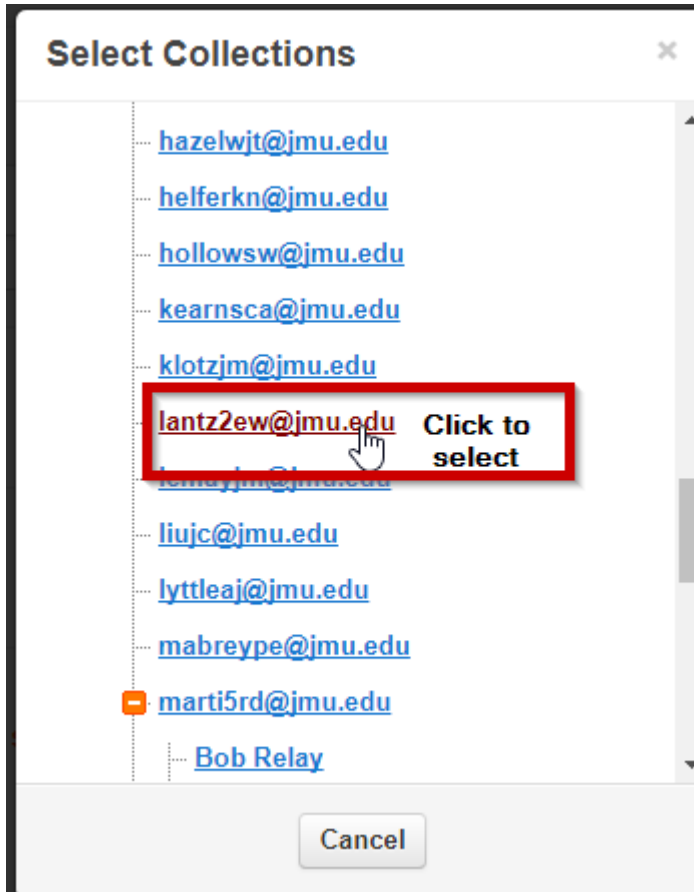 Select Collections ×
hazelwjt@jmu.edu
helferkn@jmu.edu
hollowsw@jmu.edu
kearnsca@jmu.edu
klotzjm@jmu.edu
lantz2ew@jmu.edu Click to
select
liujc@jmu.edu
lyttleaj@jmu.edu
mabreype@jmu.edu
marti5rd@jmu.edu
Bob Relay
Cancel